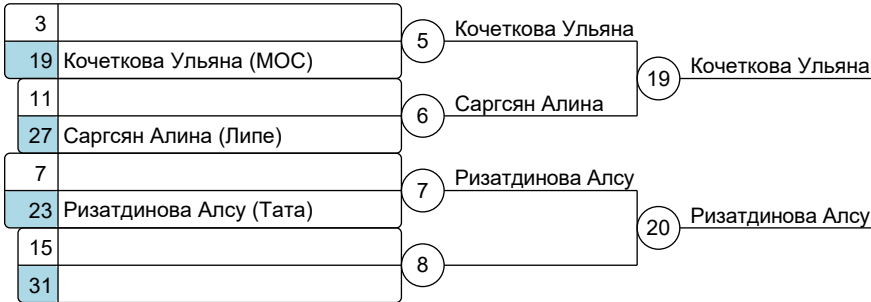 3
5 Кочеткова Ульяна
19 Кочеткова Ульяна (МОС)
19 Кочеткова Ульяна
11
6 Саргсян Алина
27 Саргсян Алина (Липе)
7
7 Ризатдинова Алсу
23 Ризатдинова Алсу (Тата)
20 Ризатдинова Алсу
15
8
31